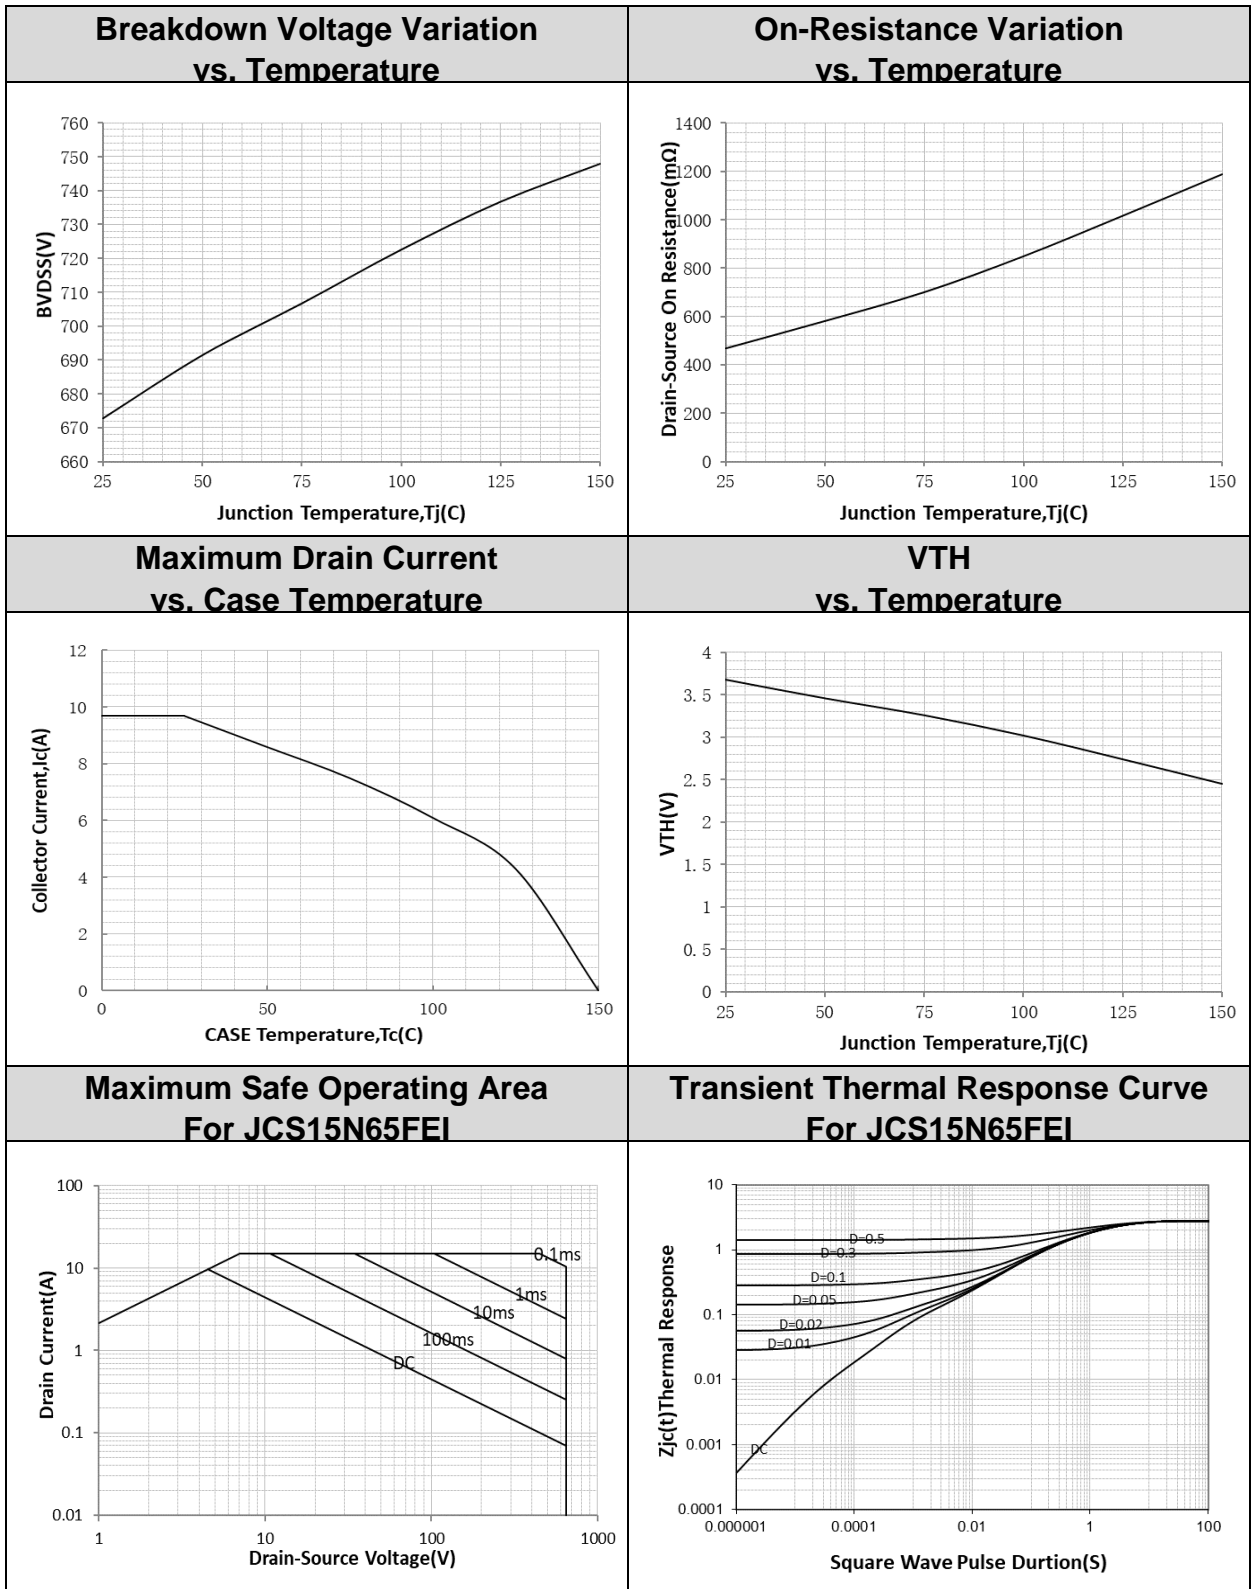 Breakdown Voltage Variation
vs. Temperature
On-Resistance Variation
vs. Temperature
760
750
740
730
720
710
700
690
680
670
660
BVDSS(V)
25 50 75 100 125 150
Junction Temperature,Tj(C)
1400
1200
1000
800
600
400
200
0
Drain-Source On Resistance(mΩ)
25 50 75 100 125 150
Junction Temperature,Tj(C)
Maximum Drain Current
vs. Case Temperature
VTH
vs. Temperature
12
10
8
6
4
2
0
Collector Current,Ic(A)
0 50 100 150
CASE Temperature,Tc(C)
4
3.5
3
2.5
2
1.5
1
0.5
0
VTH(V)
25 50 75 100 125 150
Junction Temperature,Tj(C)
Maximum Safe Operating Area
For JCS15N65FEI
Transient Thermal Response Curve
For JCS15N65FEI
100
10
1
0.1
0.01
Drain Current(A)
0.1ms
1ms
10ms
100ms
DC
1 10 100 1000
Drain-Source Voltage(V)
10
1
0.1
0.01
0.001
0.0001
Zjc(t)Thermal Response
D=0.5
D=0.3
D=0.1
D=0.05
D=0.02
D=0.01
DC
0.000001 0.0001 0.01 1 100
Square Wave Pulse Durtion(S)